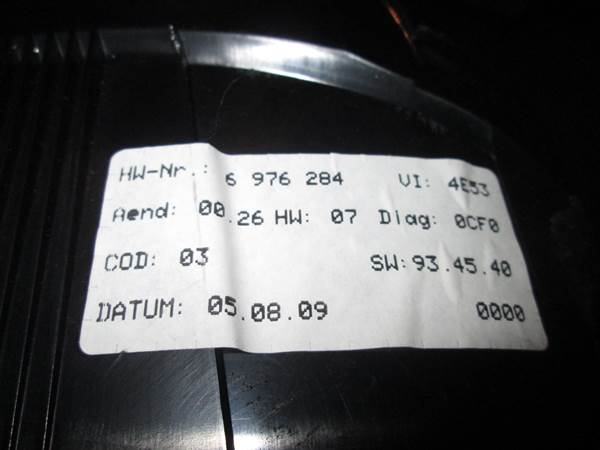 HW-Nr.: 6 976 284 VI: 4E53
Aend: 00.26 HW: 07 Diag: 0CF0
COD: 03 SW: 93.45.40
DATUM: 05.08.09 0000